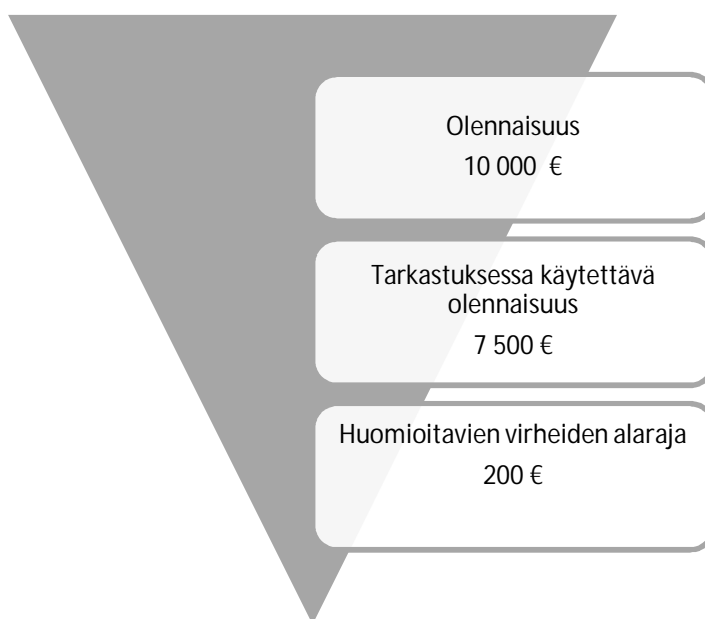 Olennaisuus
10 000 €
Tarkastuksessa käytettävä
olennaisuus
7 500 €
Huomioitavien virheiden alaraja
200 €